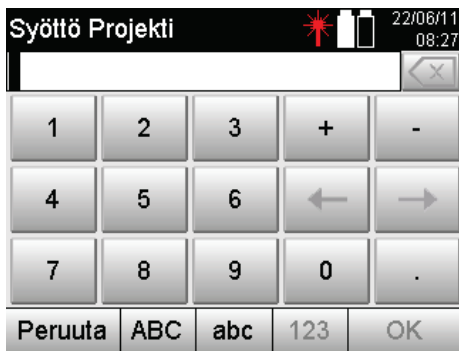 Syöttö Projekti
22/06/11
08:27
1 2 3 + -
4 5 6
7 8 9 0 .
Peruuta ABC abc 123 OK